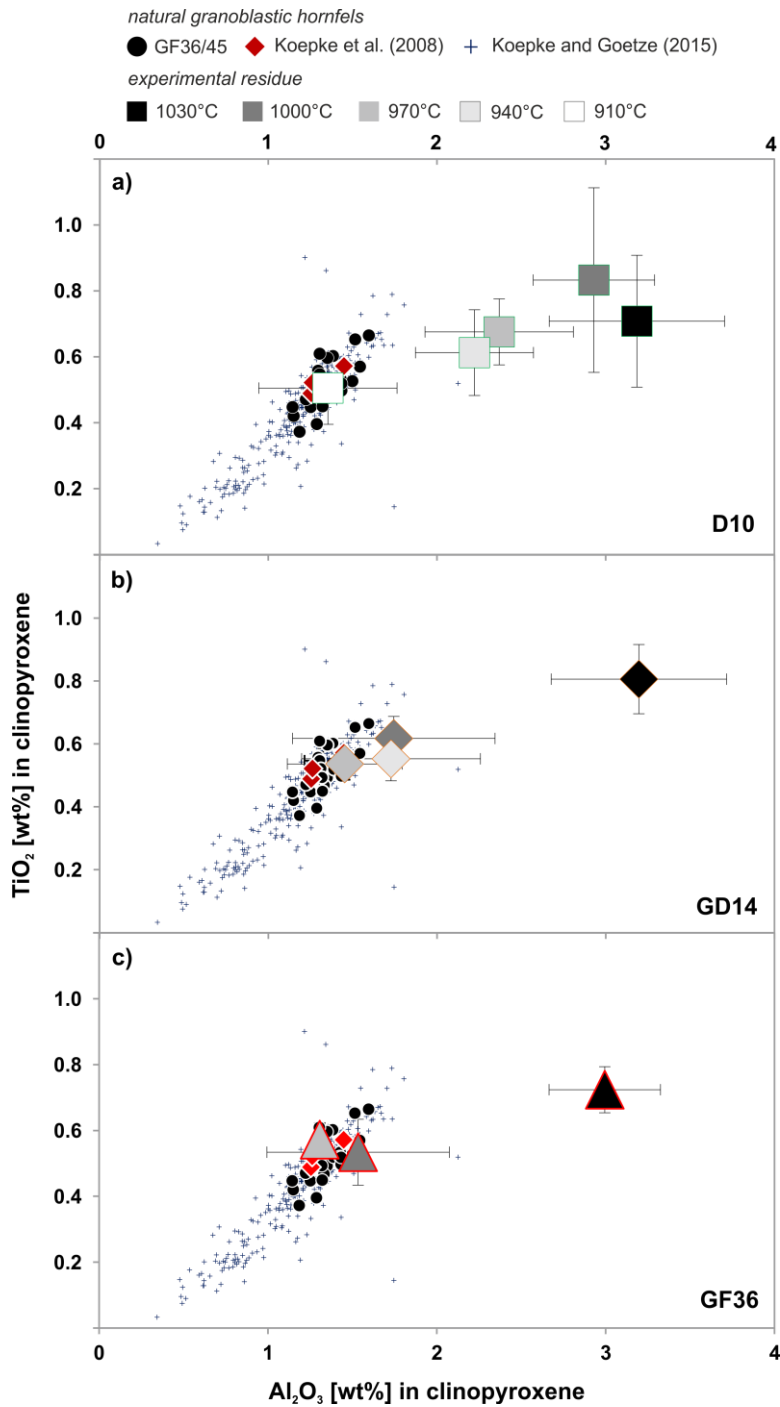 natural granoblastic hornfels
GF36/45 Koepke et al. (2008) Koepke and Goetze (2015)
experimental residue
1030°C 1000°C 970°C 940°C 910°C
0 1 2 3 4
a)
1.0
0.8
0.6
0.4
0.2
D10
b)
1.0
0.8
0.6
0.4
0.2
GD14
TiO₂ [wt%] in clinopyroxene
c)
1.0
0.8
0.6
0.4
0.2
GF36
0 1 2 3 4
Al₂O₃ [wt%] in clinopyroxene